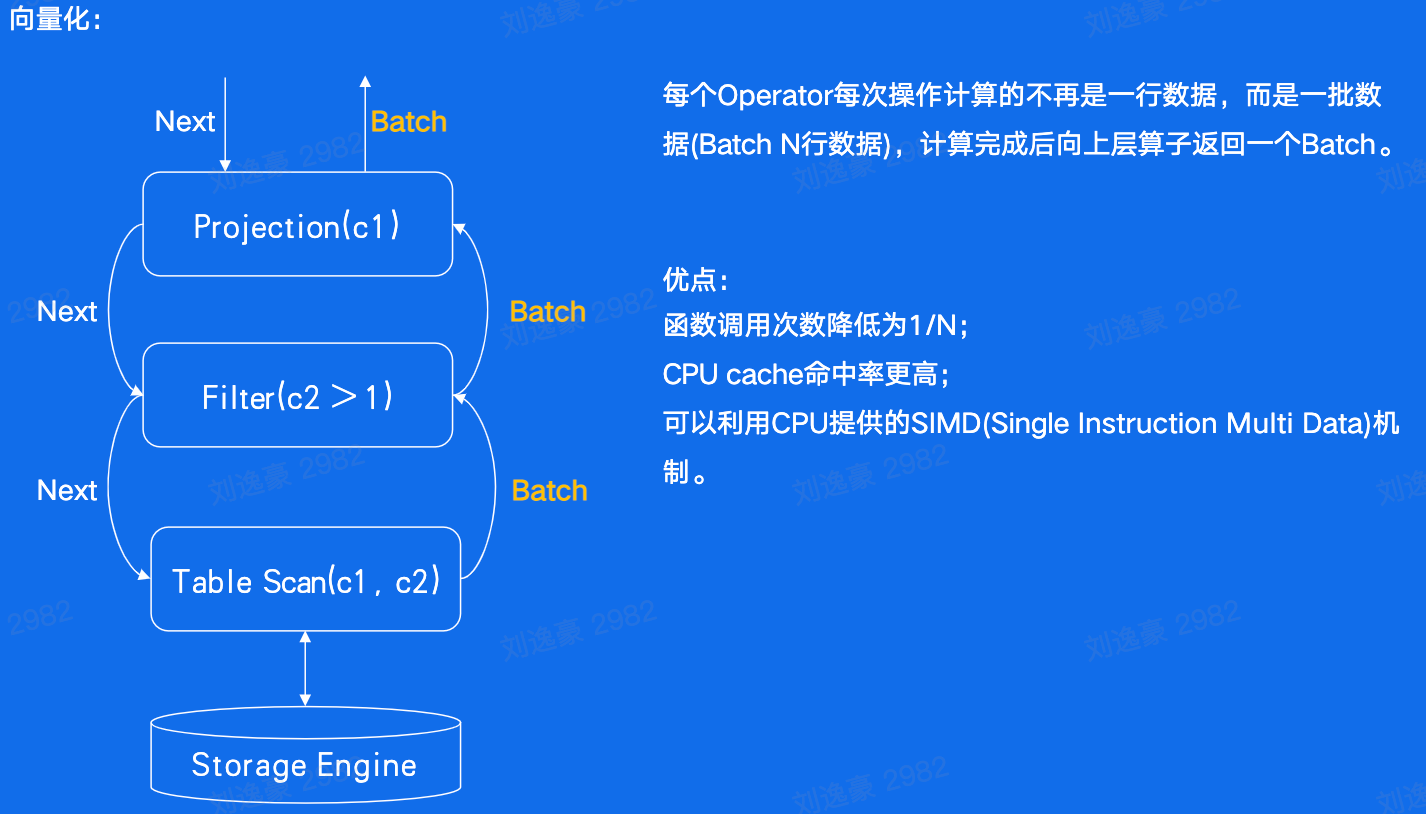 向量化：
Next
Batch
Projection(c1)
Next
Batch
Filter(c2 > 1)
Next
Batch
Table Scan(c1, c2)
Storage Engine
每个Operator每次操作计算的不再是一行数据，而是一批数
据(Batch N行数据)，计算完成后向上层算子返回一个Batch。
优点：
函数调用次数降低为1/N；
CPU cache命中率更高；
可以利用CPU提供的SIMD(Single Instruction Multi Data)机
制。
刘逸豪 2982